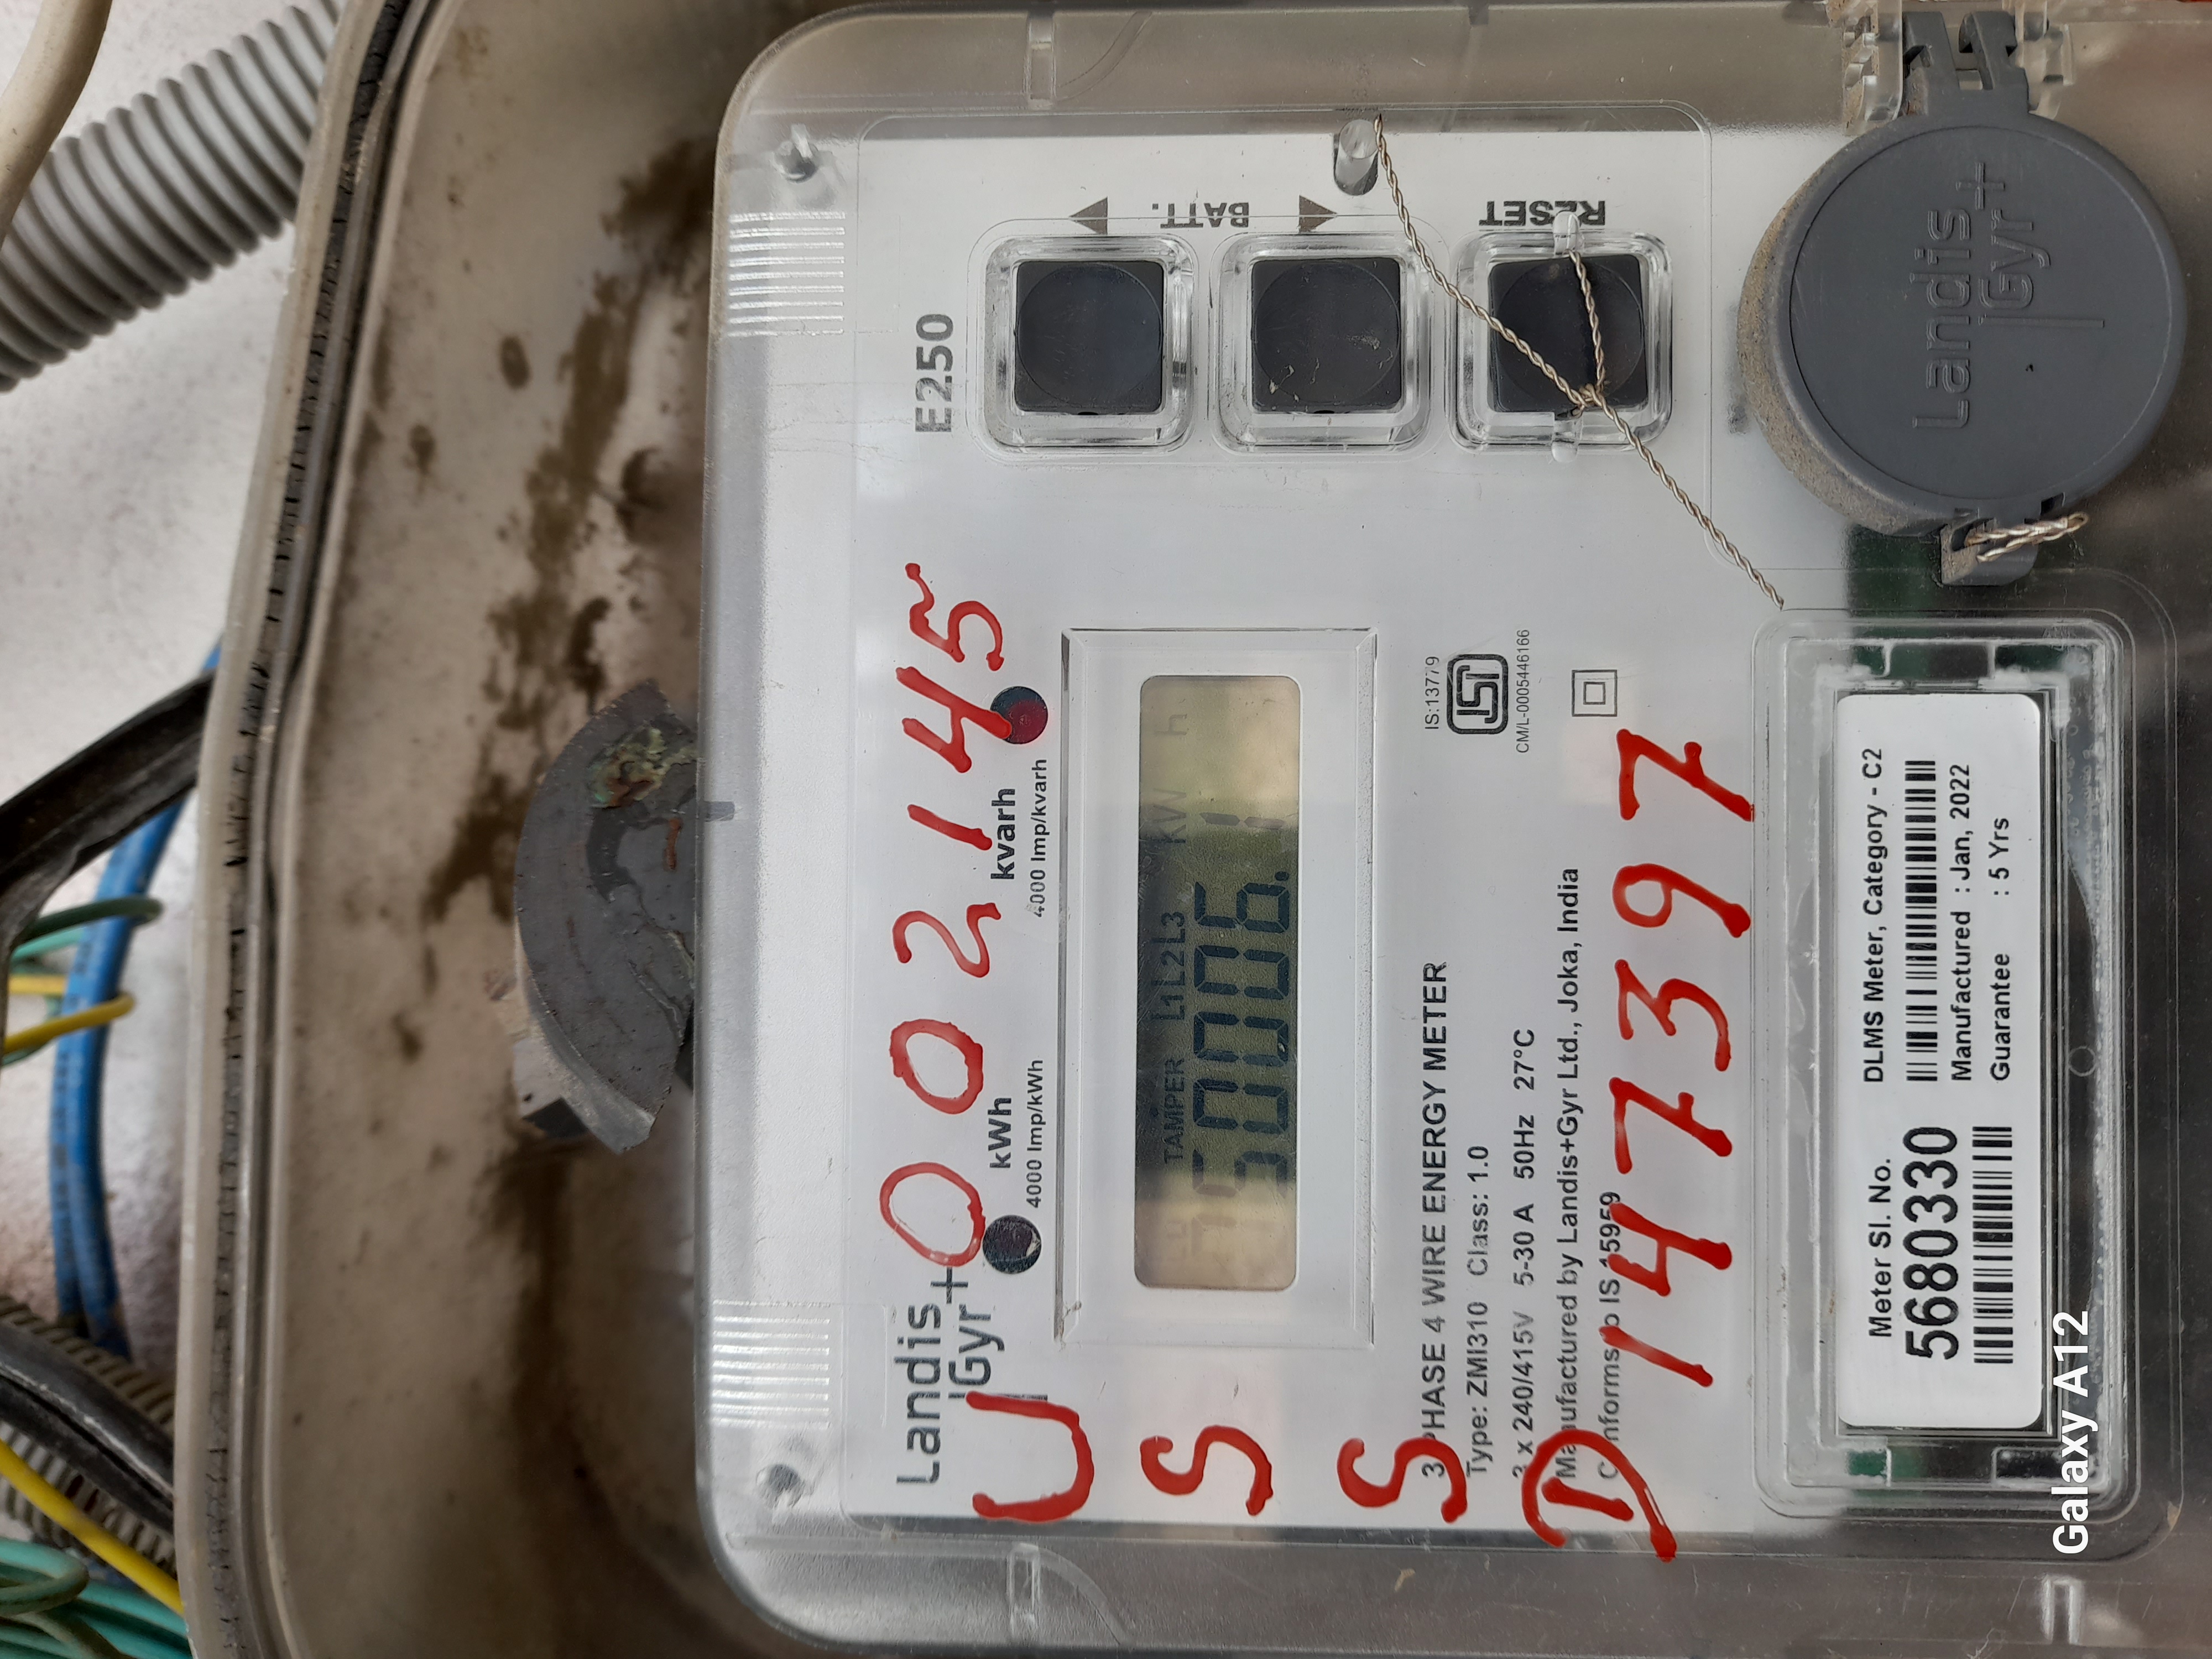 002145
Landis
Gyr+
E250
kWh
4000 Imp/kWh
kvarh
4000 Imp/kvarh
BATT.
RESET
U
S
S
D
TAMPER L1L2L3 kW h
3 PHASE 4 WIRE ENERGY METER
Type: ZMI310 Class: 1.0
3 x 240/415V 5-30 A 50Hz 27°C
Manufactured by Landis+Gyr Ltd., Joka, India
Conforms to IS 15959
IS:13779
ISI
CM/L-0005446166
147397
Landis
Gyr+
Meter Sl. No.
5680330
DLMS Meter, Category - C2
Manufactured : Jan, 2022
Guarantee : 5 Yrs
Galaxy A12